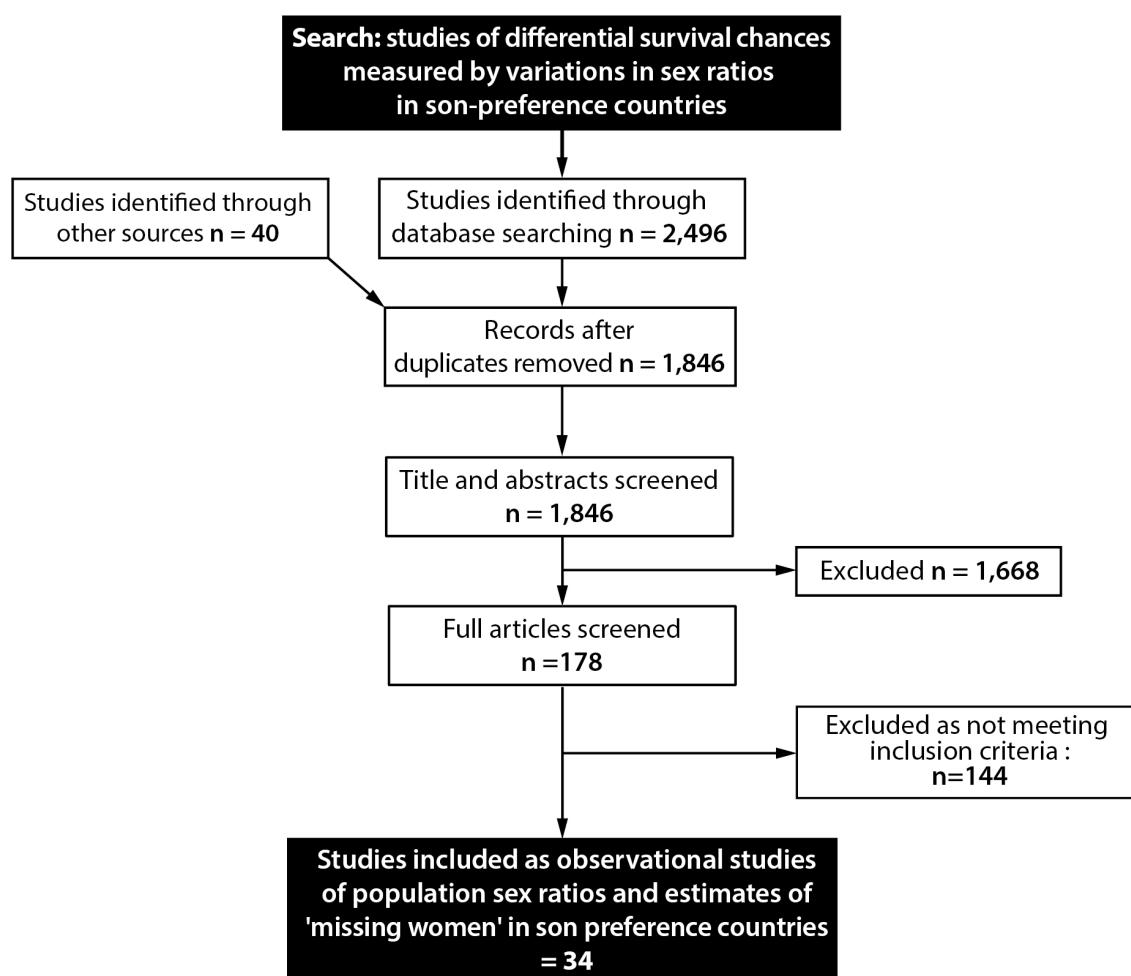 Search: studies of differential survival chances
measured by variations in sex ratios
in son-preference countries
Studies identified through
other sources n = 40
Studies identified through
database searching n = 2,496
Records after
duplicates removed n = 1,846
Title and abstracts screened
n = 1,846
Excluded n = 1,668
Full articles screened
n =178
Excluded as not meeting
inclusion criteria :
n=144
Studies included as observational studies
of population sex ratios and estimates of
'missing women' in son preference countries
= 34